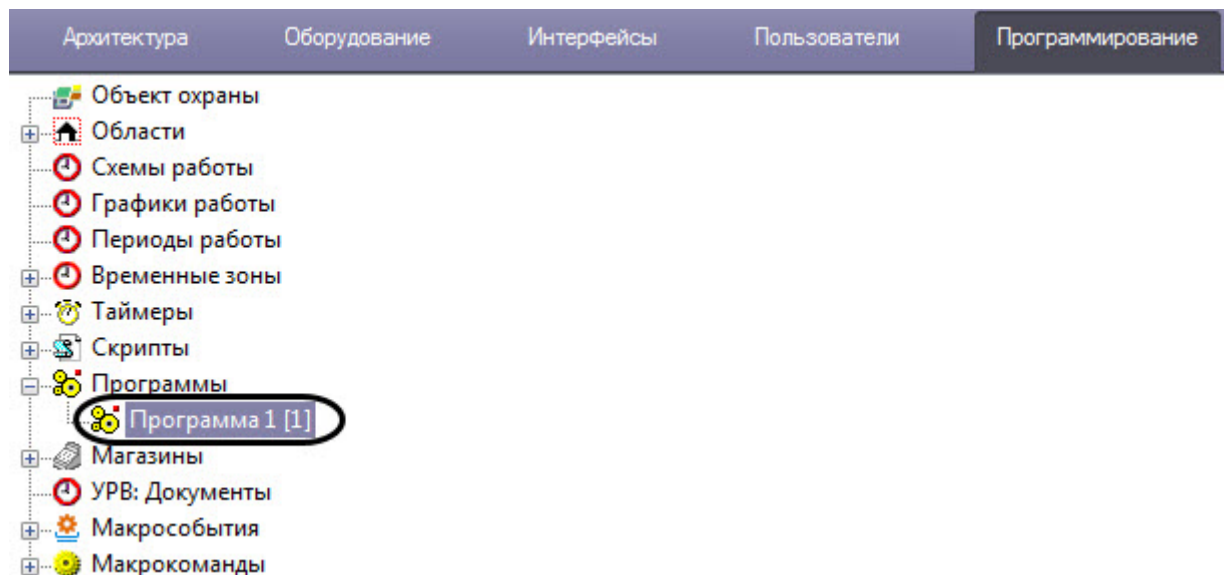 Архитектура Оборудование Интерфейсы Пользователи Программирование
Объект охраны
Области
Схемы работы
Графики работы
Периоды работы
Временные зоны
Таймеры
Скрипты
Программы
Программа 1 [1]
Магазины
УРВ: Документы
Макрособытия
Макрокоманды